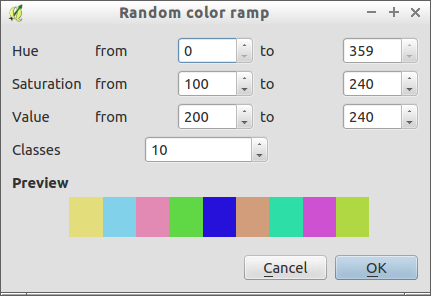 Random color ramp
Hue from 0 to 359
Saturation from 100 to 240
Value from 200 to 240
Classes 10
Preview
Cancel OK